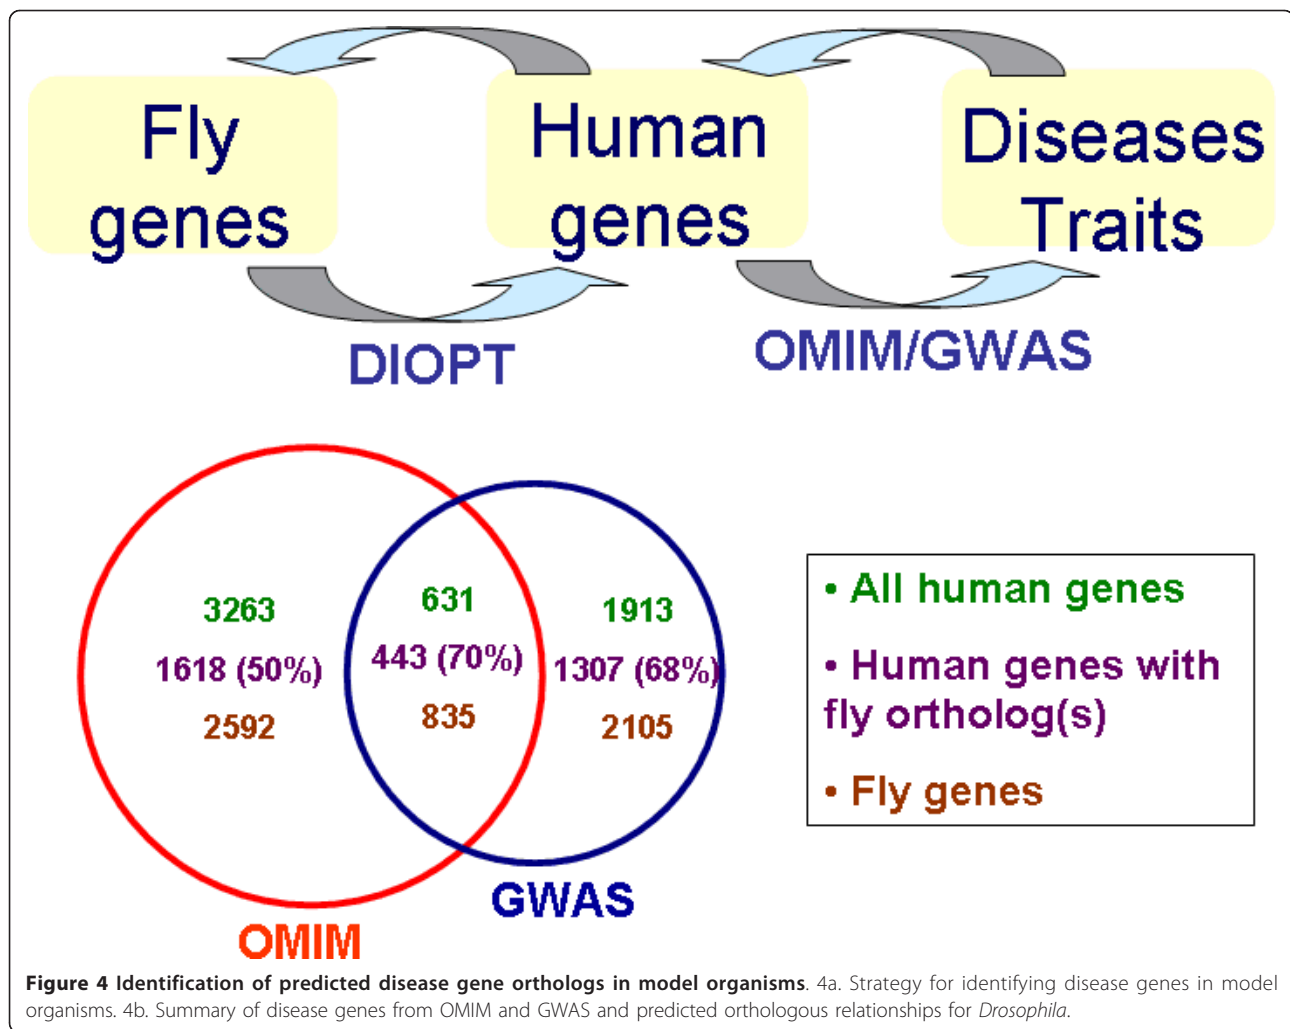 Fly
genes
Human
genes
Diseases
Traits
DIOPT
OMIM/GWAS
3263
1618 (50%)
2592
631
443 (70%)
835
1913
1307 (68%)
2105
OMIM
GWAS
• All human genes
• Human genes with
fly ortholog(s)
• Fly genes
Figure 4 Identification of predicted disease gene orthologs in model organisms. 4a. Strategy for identifying disease genes in model
organisms. 4b. Summary of disease genes from OMIM and GWAS and predicted orthologous relationships for Drosophila.